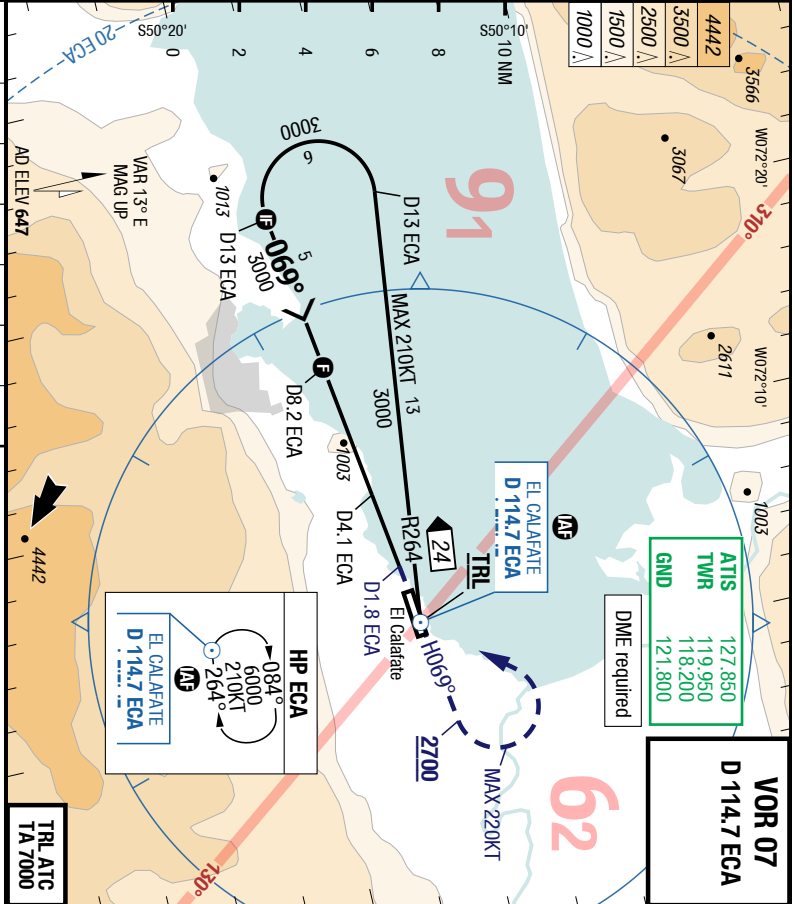 VOR 07
D 114.7 ECA
ATIS 127.850
TWR 119.950
118.200
GND 121.800
DME required
4442
3500
2500
1500
1000
3566
3067
2611
1003
W072°20'
W072°10'
310°
S50°20'
S50°10'
0 2 4 6 8 10 NM
20 ECA
91
62
D13 ECA
MAX 210KT 13
3000
R264
24
TRL
IAF
EL CALAFATE
D 114.7 ECA
6
3000
IF
D13 ECA
069°
5
3000
F
D8.2 ECA
1003
D4.1 ECA
D1.8 ECA
El Calafate
H069°
2700
MAX 220KT
1013
VAR 13° E
MAG UP
AD ELEV 647
4442
HP ECA
084°
6000
210KT
264°
IAF
EL CALAFATE
D 114.7 ECA
130°
TRL ATC
TA 7000